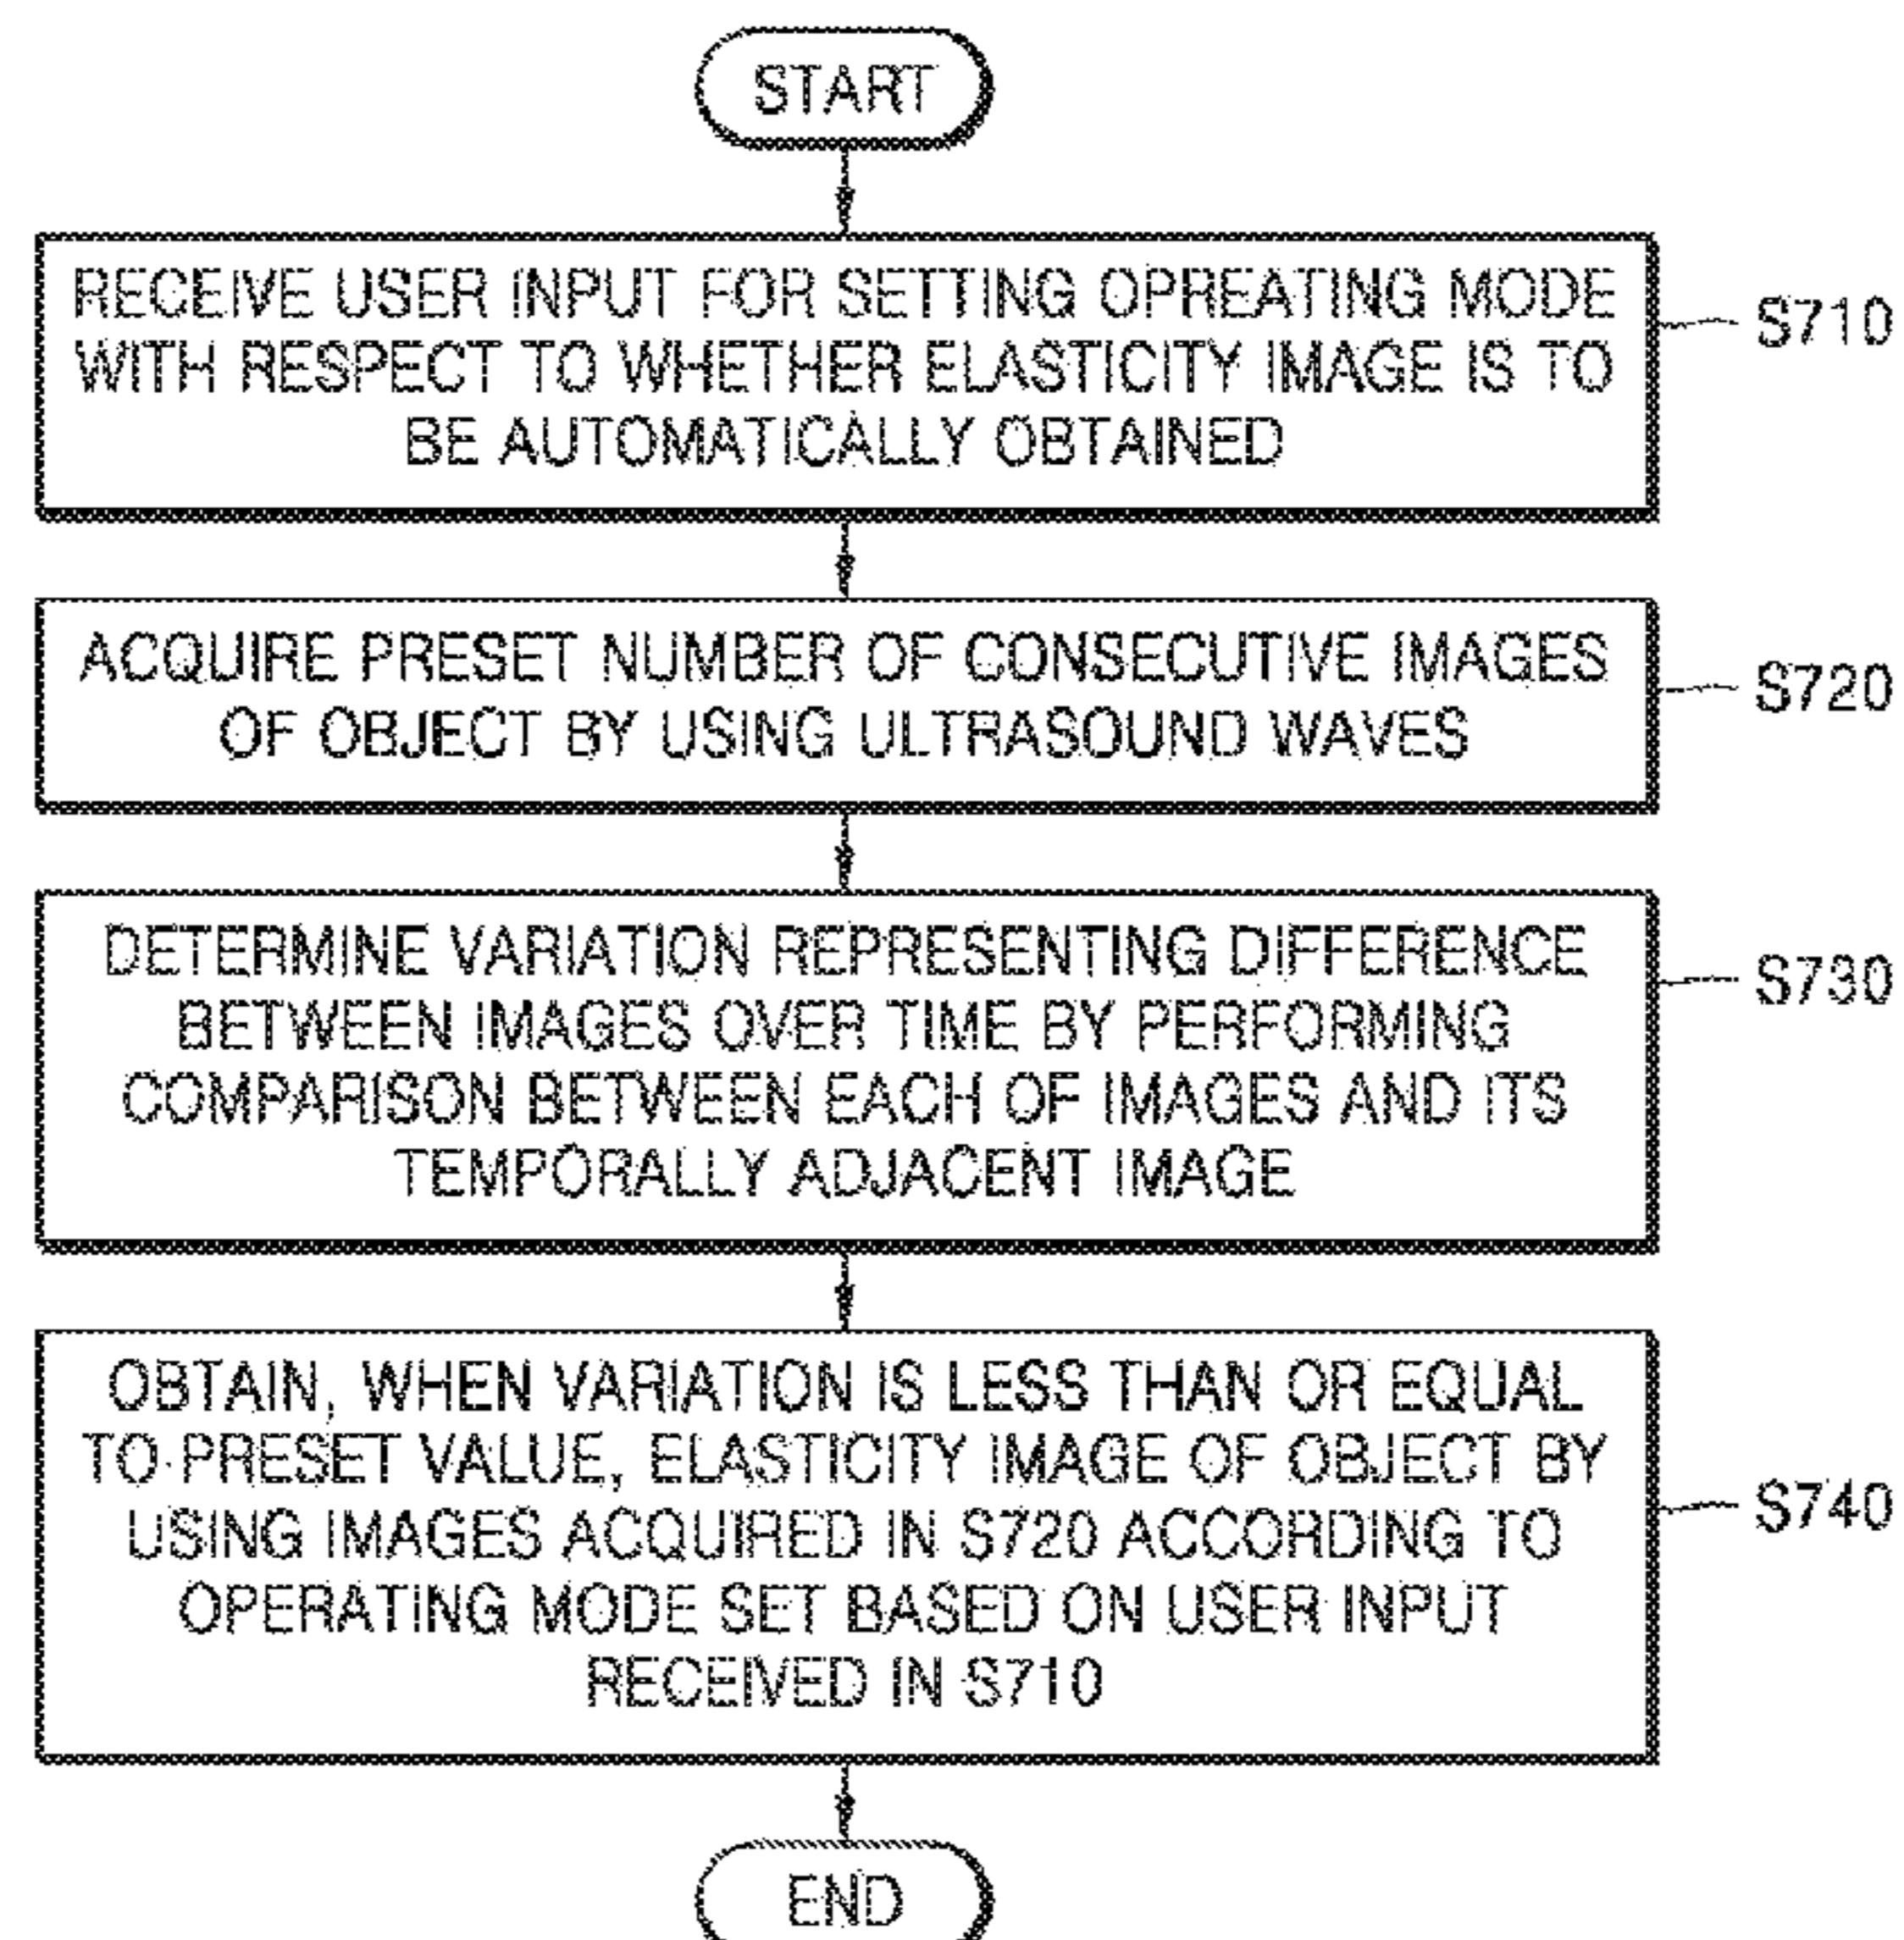 START
RECEIVE USER INPUT FOR SETTING OPREATING MODE
WITH RESPECT TO WHETHER ELASTICITY IMAGE IS TO
BE AUTOMATICALLY OBTAINED
S710
ACQUIRE PRESET NUMBER OF CONSECUTIVE IMAGES
OF OBJECT BY USING ULTRASOUND WAVES
S720
DETERMINE VARIATION REPRESENTING DIFFERENCE
BETWEEN IMAGES OVER TIME BY PERFORMING
COMPARISON BETWEEN EACH OF IMAGES AND ITS
TEMPORALLY ADJACENT IMAGE
S730
OBTAIN, WHEN VARIATION IS LESS THAN OR EQUAL
TO PRESET VALUE, ELASTICITY IMAGE OF OBJECT BY
USING IMAGES ACQUIRED IN S720 ACCORDING TO
OPERATING MODE SET BASED ON USER INPUT
RECEIVED IN S710
S740
END